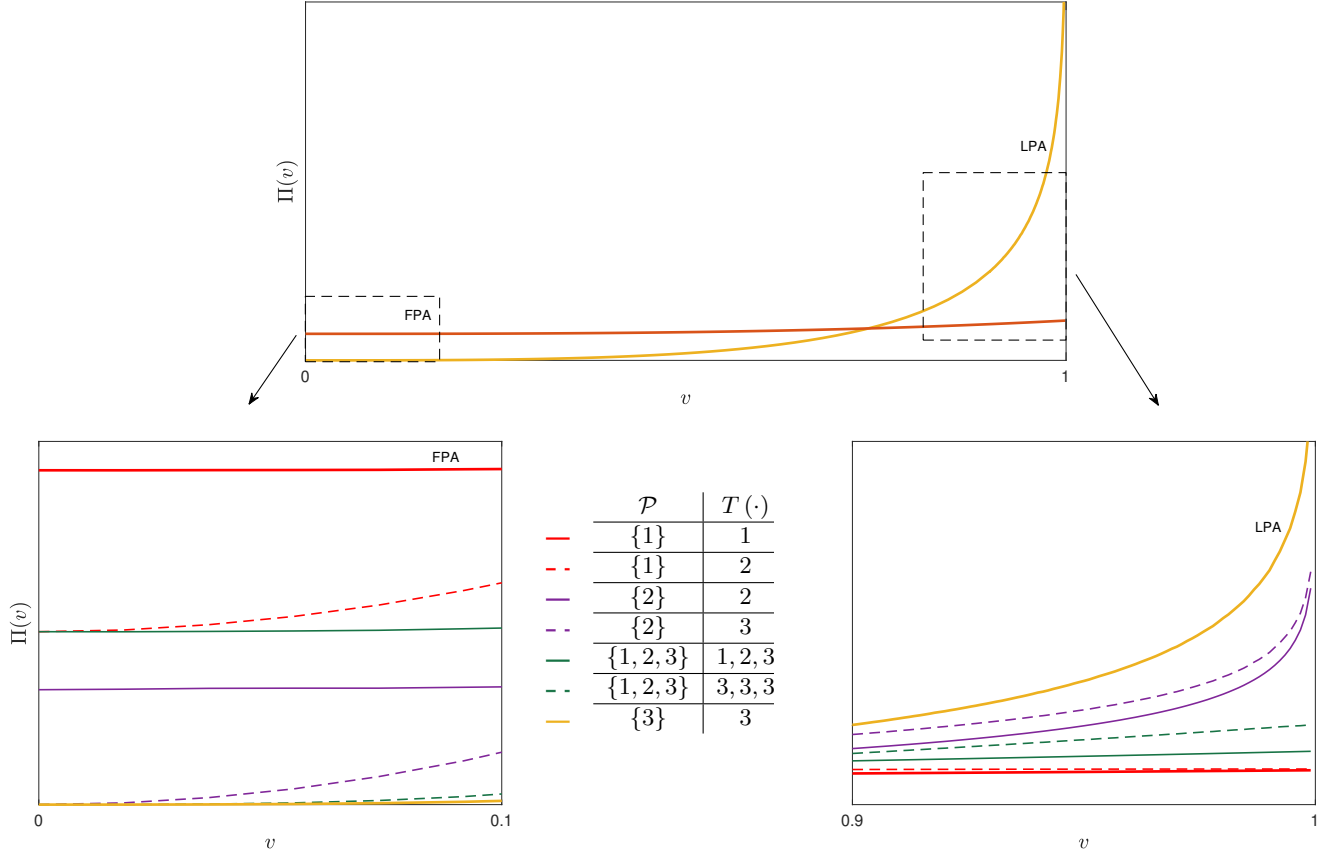 LPA
Π(v)
FPA
0
1
v
FPA
Π(v)
0
0.1
v
𝒫 T (·)
{1} 1
{1} 2
{2} 2
{2} 3
{1, 2, 3} 1, 2, 3
{1, 2, 3} 3, 3, 3
{3} 3
LPA
0.9
1
v